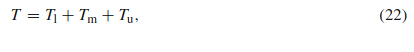 T = T_l + T_m + T_u, (22)